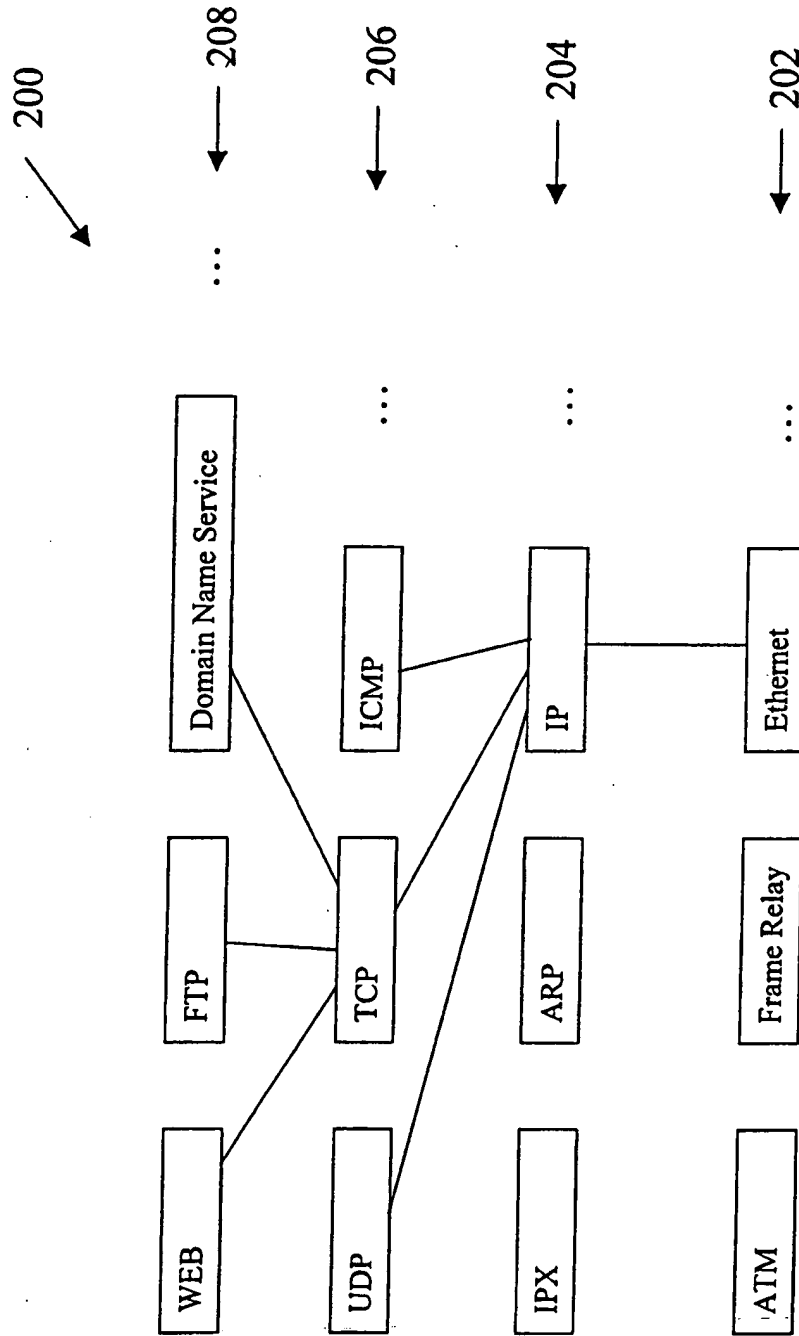 200
WEB
FTP
Domain Name Service
...
208
UDP
TCP
ICMP
...
206
IPX
ARP
IP
...
204
ATM
Frame Relay
Ethernet
...
202